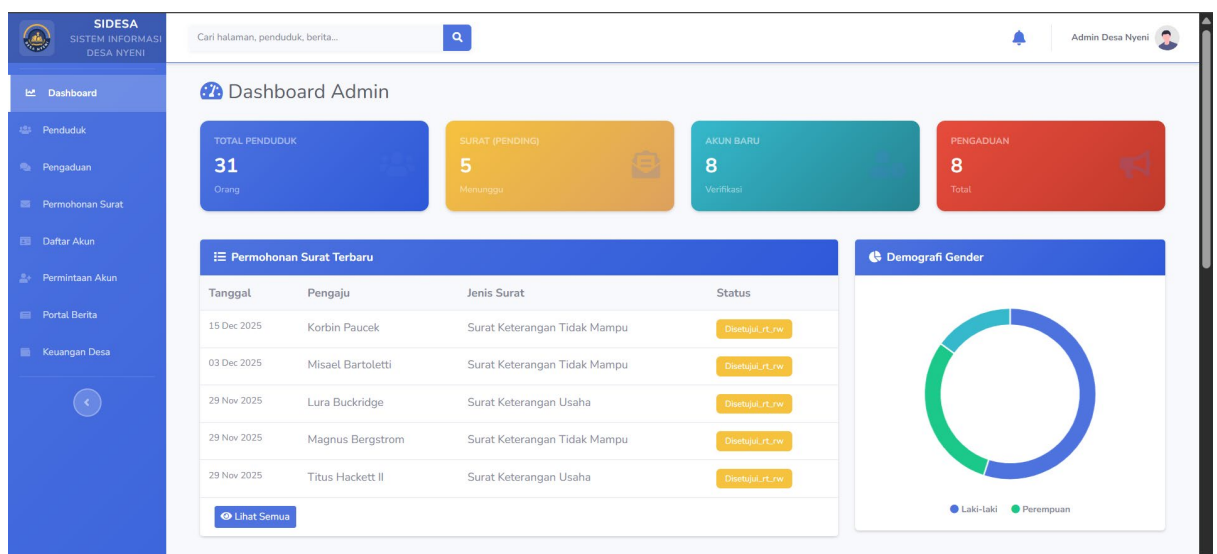 SIDESA
SISTEM INFORMASI
DESA NYENI
Cari halaman, penduduk, berita...
Admin Desa Nyeni
Dashboard
Penduduk
Pengaduan
Permohonan Surat
Daftar Akun
Permintaan Akun
Portal Berita
Keuangan Desa
Dashboard Admin
TOTAL PENDUDUK
31
Orang
SURAT (PENDING)
5
Menunggu
AKUN BARU
8
Verifikasi
PENGADUAN
8
Total
Permohonan Surat Terbaru
Tanggal Pengaju Jenis Surat Status
15 Dec 2025 Korbin Paucek Surat Keterangan Tidak Mampu Disetujui_rt_rw
03 Dec 2025 Misael Bartoletti Surat Keterangan Tidak Mampu Disetujui_rt_rw
29 Nov 2025 Lura Buckridge Surat Keterangan Usaha Disetujui_rt_rw
29 Nov 2025 Magnus Bergstrom Surat Keterangan Tidak Mampu Disetujui_rt_rw
29 Nov 2025 Titus Hackett II Surat Keterangan Usaha Disetujui_rt_rw
Lihat Semua
Demografi Gender
Laki-laki Perempuan